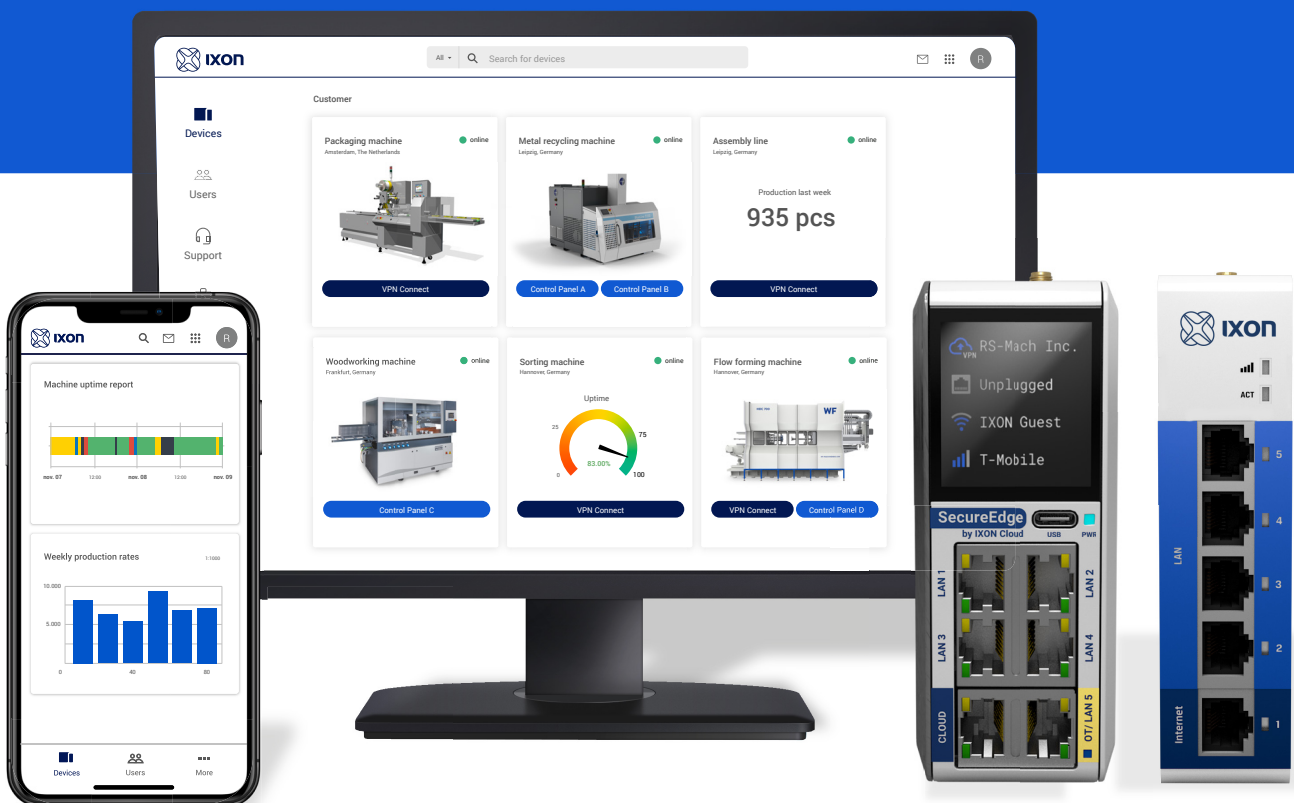 IXON
All
Search for devices
R
Devices
Users
Support
Customer
Packaging machine
online
Amsterdam, The Netherlands
VPN Connect
Metal recycling machine
online
Leipzig, Germany
Control Panel A
Control Panel B
Assembly line
online
Leipzig, Germany
Production last week
935 pcs
VPN Connect
Woodworking machine
online
Frankfurt, Germany
Control Panel C
Sorting machine
online
Hannover, Germany
Uptime
25
75
0
83.00%
100
VPN Connect
Flow forming machine
online
Hannover, Germany
WF
VPN Connect
Control Panel D
IXON
R
Machine uptime report
nov. 07
12:00
nov. 08
12:00
nov. 09
Weekly production rates
1:1000
10.000
5.000
0
40
80
Devices
Users
More
VPN
RS-Mach Inc.
Unplugged
IXON Guest
T-Mobile
SecureEdge
by IXON Cloud
USB
PWR
LAN 1
LAN 2
LAN 3
LAN 4
CLOUD
OT/ LAN 5
IXON
ACT
LAN
5
4
3
2
Internet
1